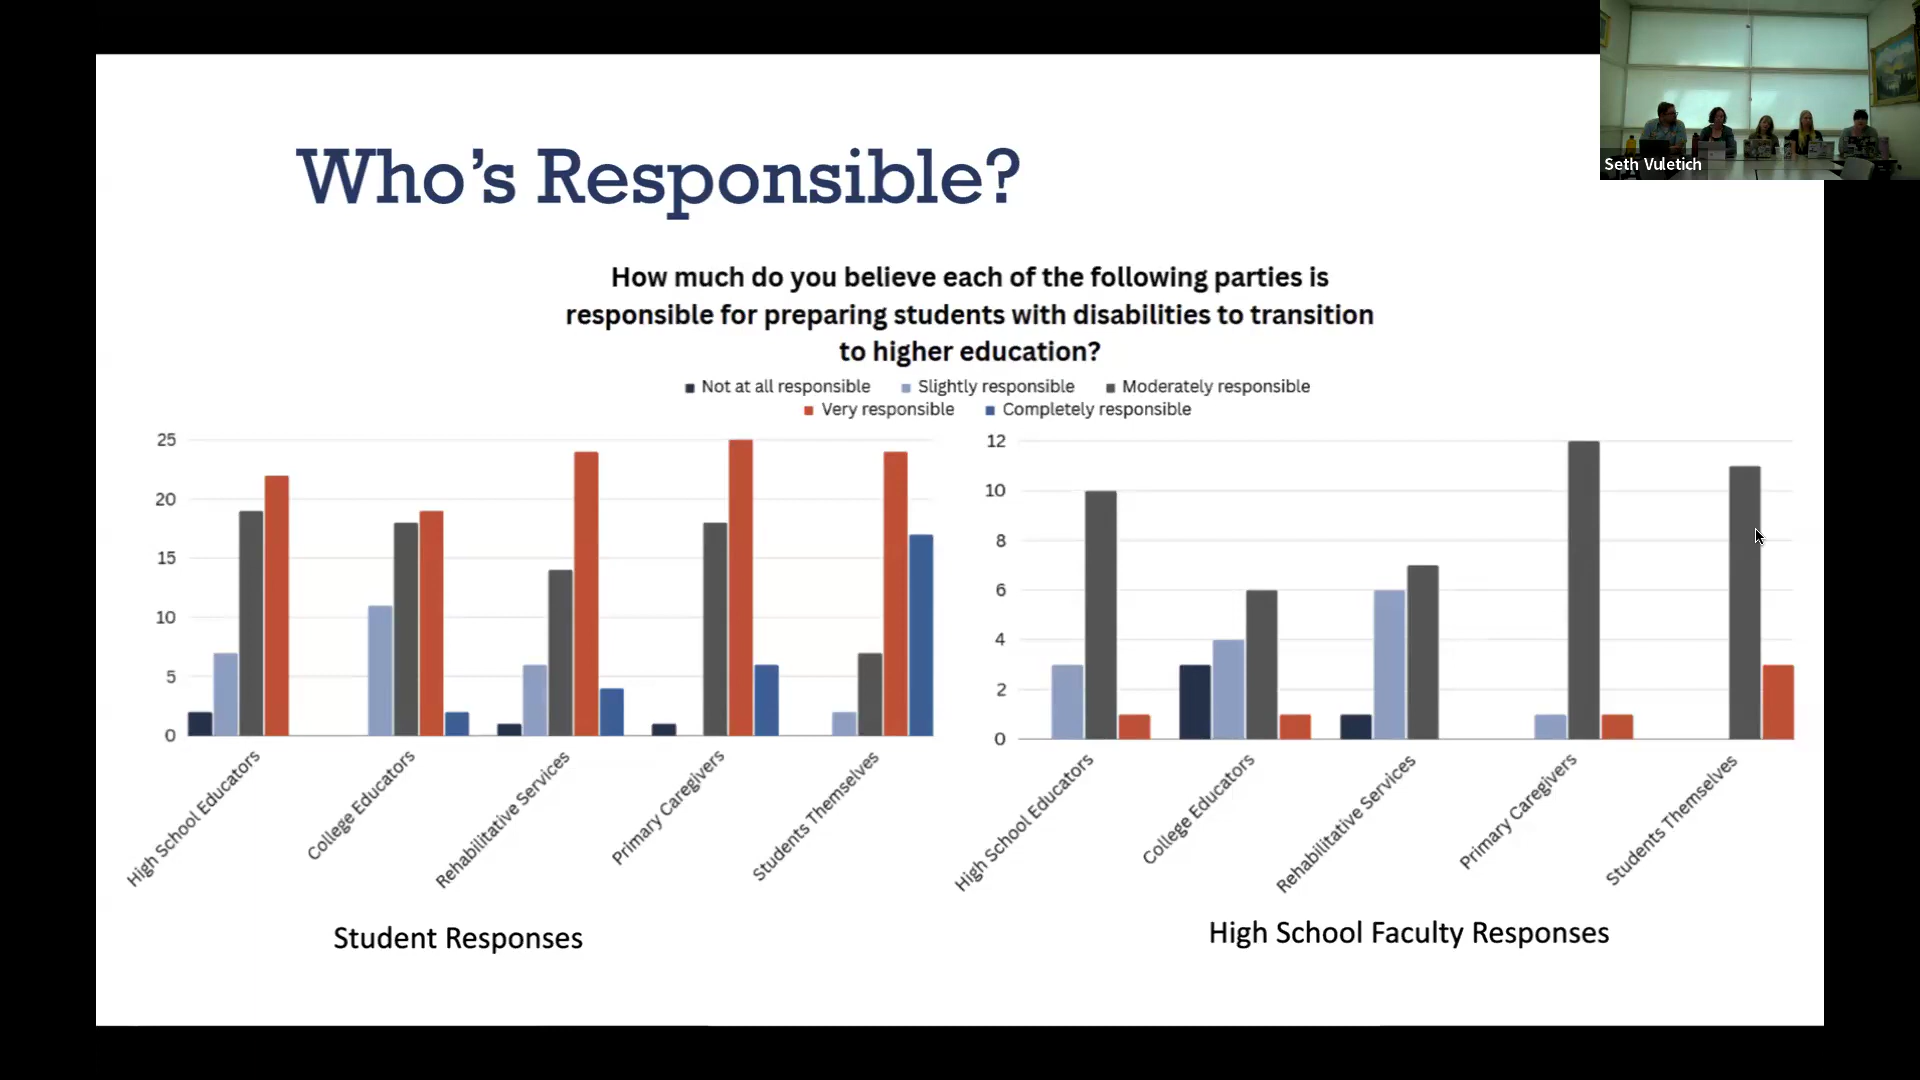 Seth Vuletich
Who's Responsible?
How much do you believe each of the following parties is
responsible for preparing students with disabilities to transition
to higher education?
Not at all responsible Slightly responsible Moderately responsible
Very responsible Completely responsible
25
20
15
10
5
0
High School Educators
College Educators
Rehabilitative Services
Primary Caregivers
Students Themselves
Student Responses
12
10
8
6
4
2
0
High School Educators
College Educators
Rehabilitative Services
Primary Caregivers
Students Themselves
High School Faculty Responses